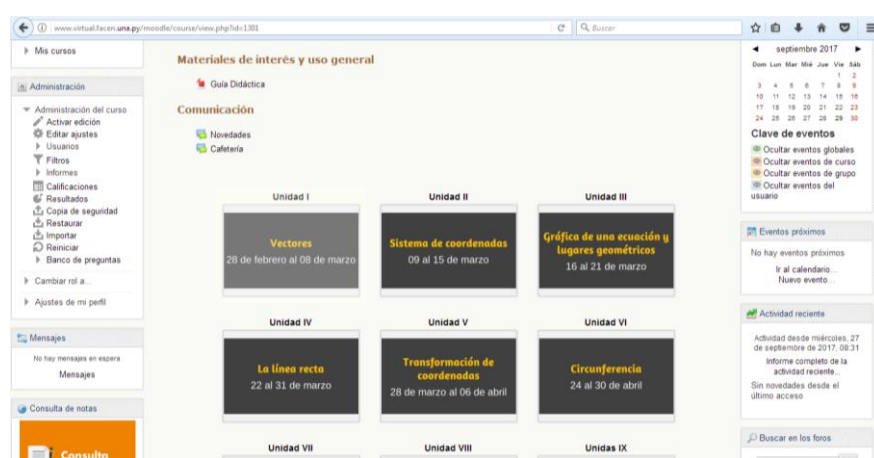 www.virtual.facen.una.py/moodle/course/view.php?id=1301
Buscar
Mis cursos
Administración
Administración del curso
Activar edición
Editar ajustes
Usuarios
Filtros
Informes
Calificaciones
Resultados
Copia de seguridad
Restaurar
Importar
Reiniciar
Banco de preguntas
Cambiar rol a...
Ajustes de mi perfil
Mensajes
No hay mensajes en espera
Mensajes
Consulta de notas
Consulta
Materiales de interés y uso general
Guía Didáctica
Comunicación
Novedades
Cafetería
Unidad I
Vectores
28 de febrero al 08 de marzo
Unidad II
Sistema de coordenadas
09 al 15 de marzo
Unidad III
Gráfica de una ecuación y
lugares geométricos
16 al 21 de marzo
Unidad IV
La línea recta
22 al 31 de marzo
Unidad V
Transformación de
coordenadas
28 de marzo al 06 de abril
Unidad VI
Circunferencia
24 al 30 de abril
Unidad VII
Unidad VIII
Unidas IX
septiembre 2017
Dom Lun Mar Mié Jue Vie Sáb
1 2
3 4 5 6 7 8 9
10 11 12 13 14 15 16
17 18 19 20 21 22 23
24 25 26 27 28 29 30
Clave de eventos
Ocultar eventos globales
Ocultar eventos de curso
Ocultar eventos de grupo
Ocultar eventos del
usuario
Eventos próximos
No hay eventos próximos
Ir al calendario...
Nuevo evento...
Actividad reciente
Actividad desde miércoles, 27
de septiembre de 2017, 08:31
Informe completo de la
actividad reciente...
Sin novedades desde el
último acceso
Buscar en los foros